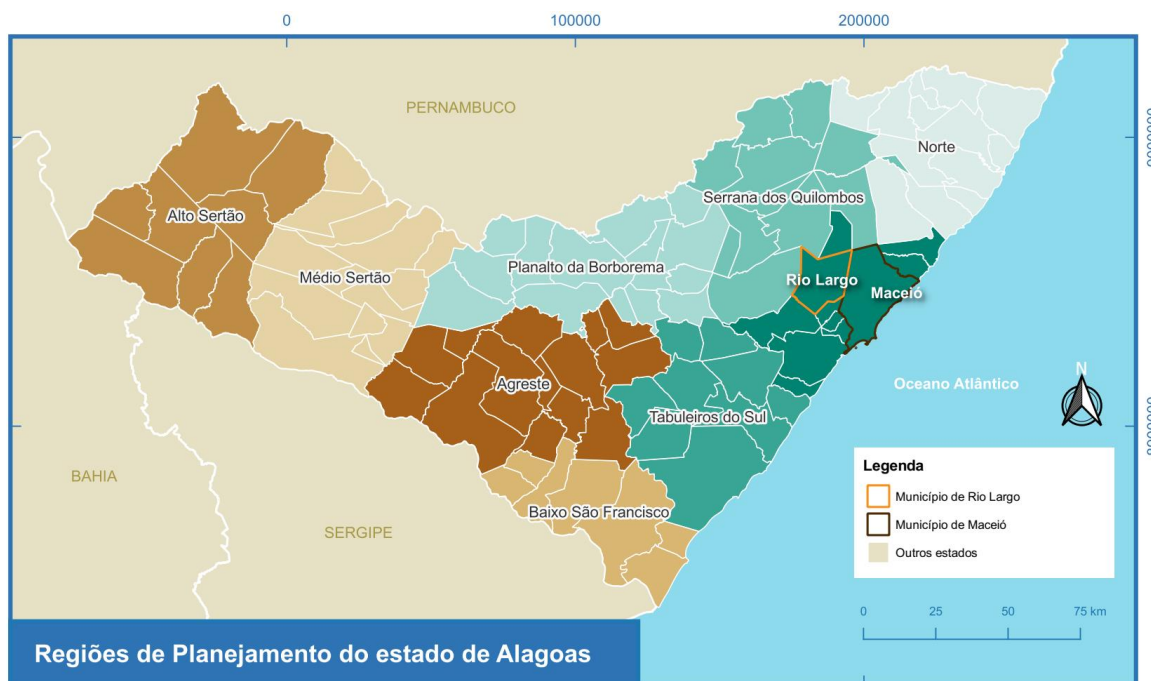 0
100000
200000
PERNAMBUCO
Norte
Serrana dos Quilombos
Alto Sertão
Planalto da Borborema
Médio Sertão
Rio Largo
Maceió
Agreste
Oceano Atlântico
N
Tabuleiros do Sul
BAHIA
Baixo São Francisco
SERGIPE
Legenda
Município de Rio Largo
Município de Maceió
Outros estados
0
25
50
75 km
Regiões de Planejamento do estado de Alagoas